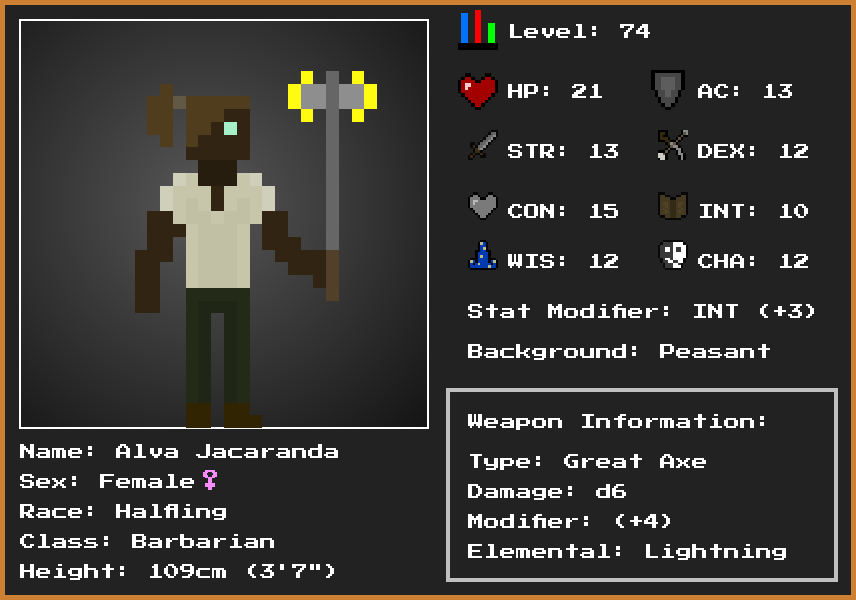 Level: 74
HP: 21
AC: 13
STR: 13
DEX: 12
CON: 15
INT: 10
WIS: 12
CHA: 12
Stat Modifier: INT (+3)
Background: Peasant
Weapon Information:
Type: Great Axe
Damage: d6
Modifier: (+4)
Elemental: Lightning
Name: Alva Jacaranda
Sex: Female♀
Race: Halfling
Class: Barbarian
Height: 109cm (3'7")